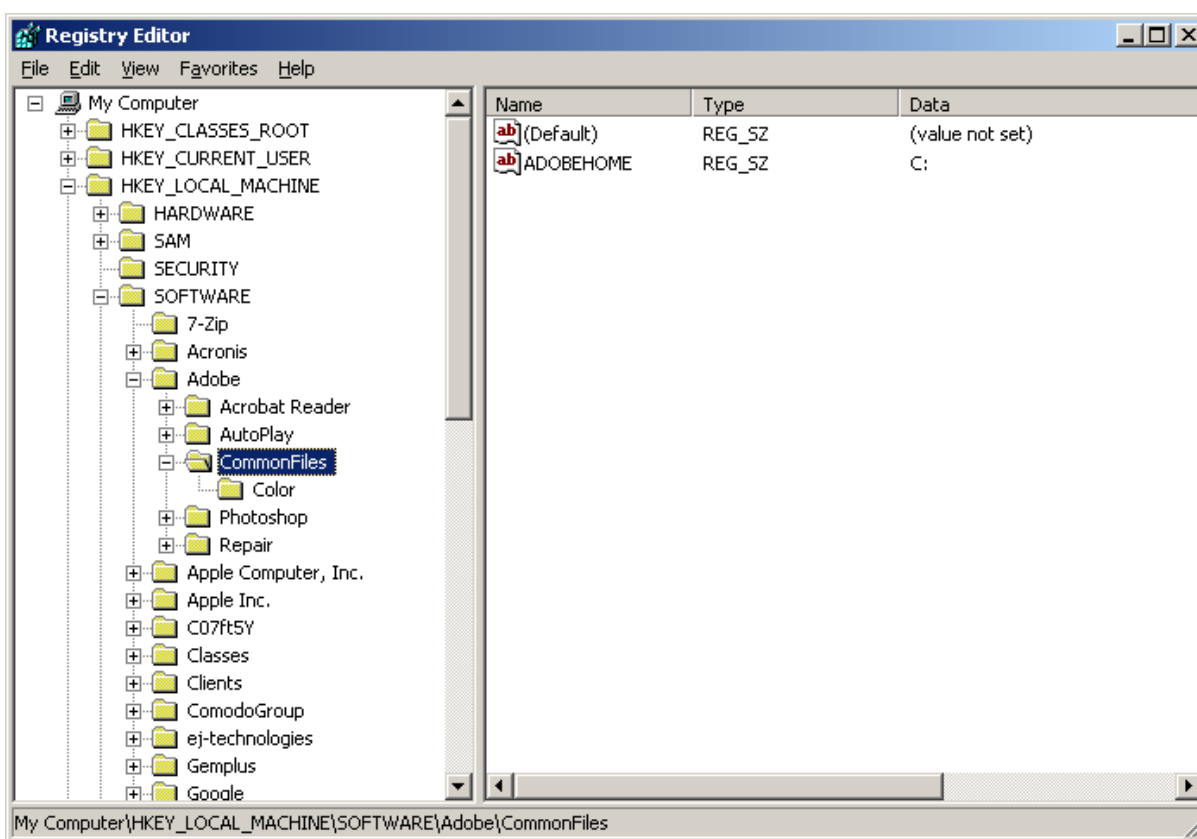 Registry Editor
File Edit View Favorites Help
My Computer
HKEY_CLASSES_ROOT
HKEY_CURRENT_USER
HKEY_LOCAL_MACHINE
HARDWARE
SAM
SECURITY
SOFTWARE
7-Zip
Acronis
Adobe
Acrobat Reader
AutoPlay
CommonFiles
Color
Photoshop
Repair
Apple Computer, Inc.
Apple Inc.
C07ft5Y
Classes
Clients
ComodoGroup
ej-technologies
Gemplus
Google
Name Type Data
ab (Default) REG_SZ (value not set)
ab ADOBEHOME REG_SZ C:
My Computer\HKEY_LOCAL_MACHINE\SOFTWARE\Adobe\CommonFiles